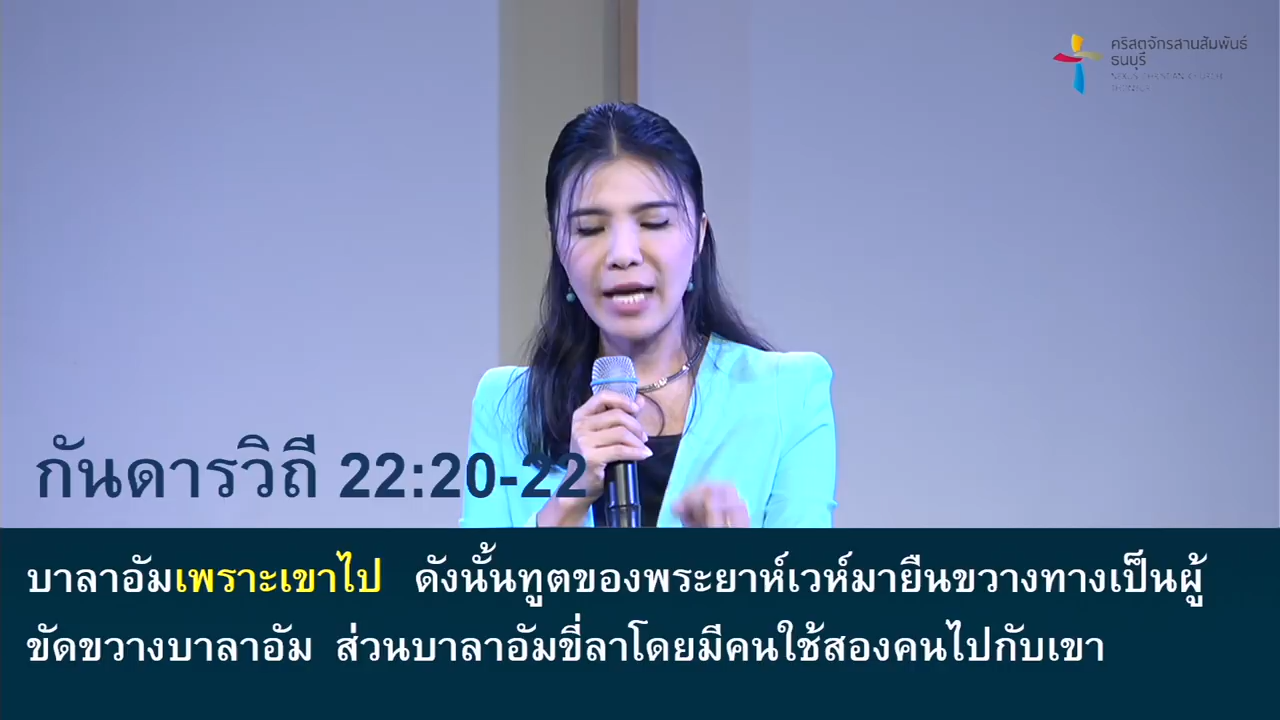 คริสตจักรสานสัมพันธ์
ธนบุรี
กันดารวิถี 22:20-22
บาลาอัมเพราะเขาไป ดังนั้นทูตของพระยาห์เวห์มายืนขวางทางเป็นผู้
ขัดขวางบาลาอัม ส่วนบาลาอัมขี่ลาโดยมีคนใช้สองคนไปกับเขา